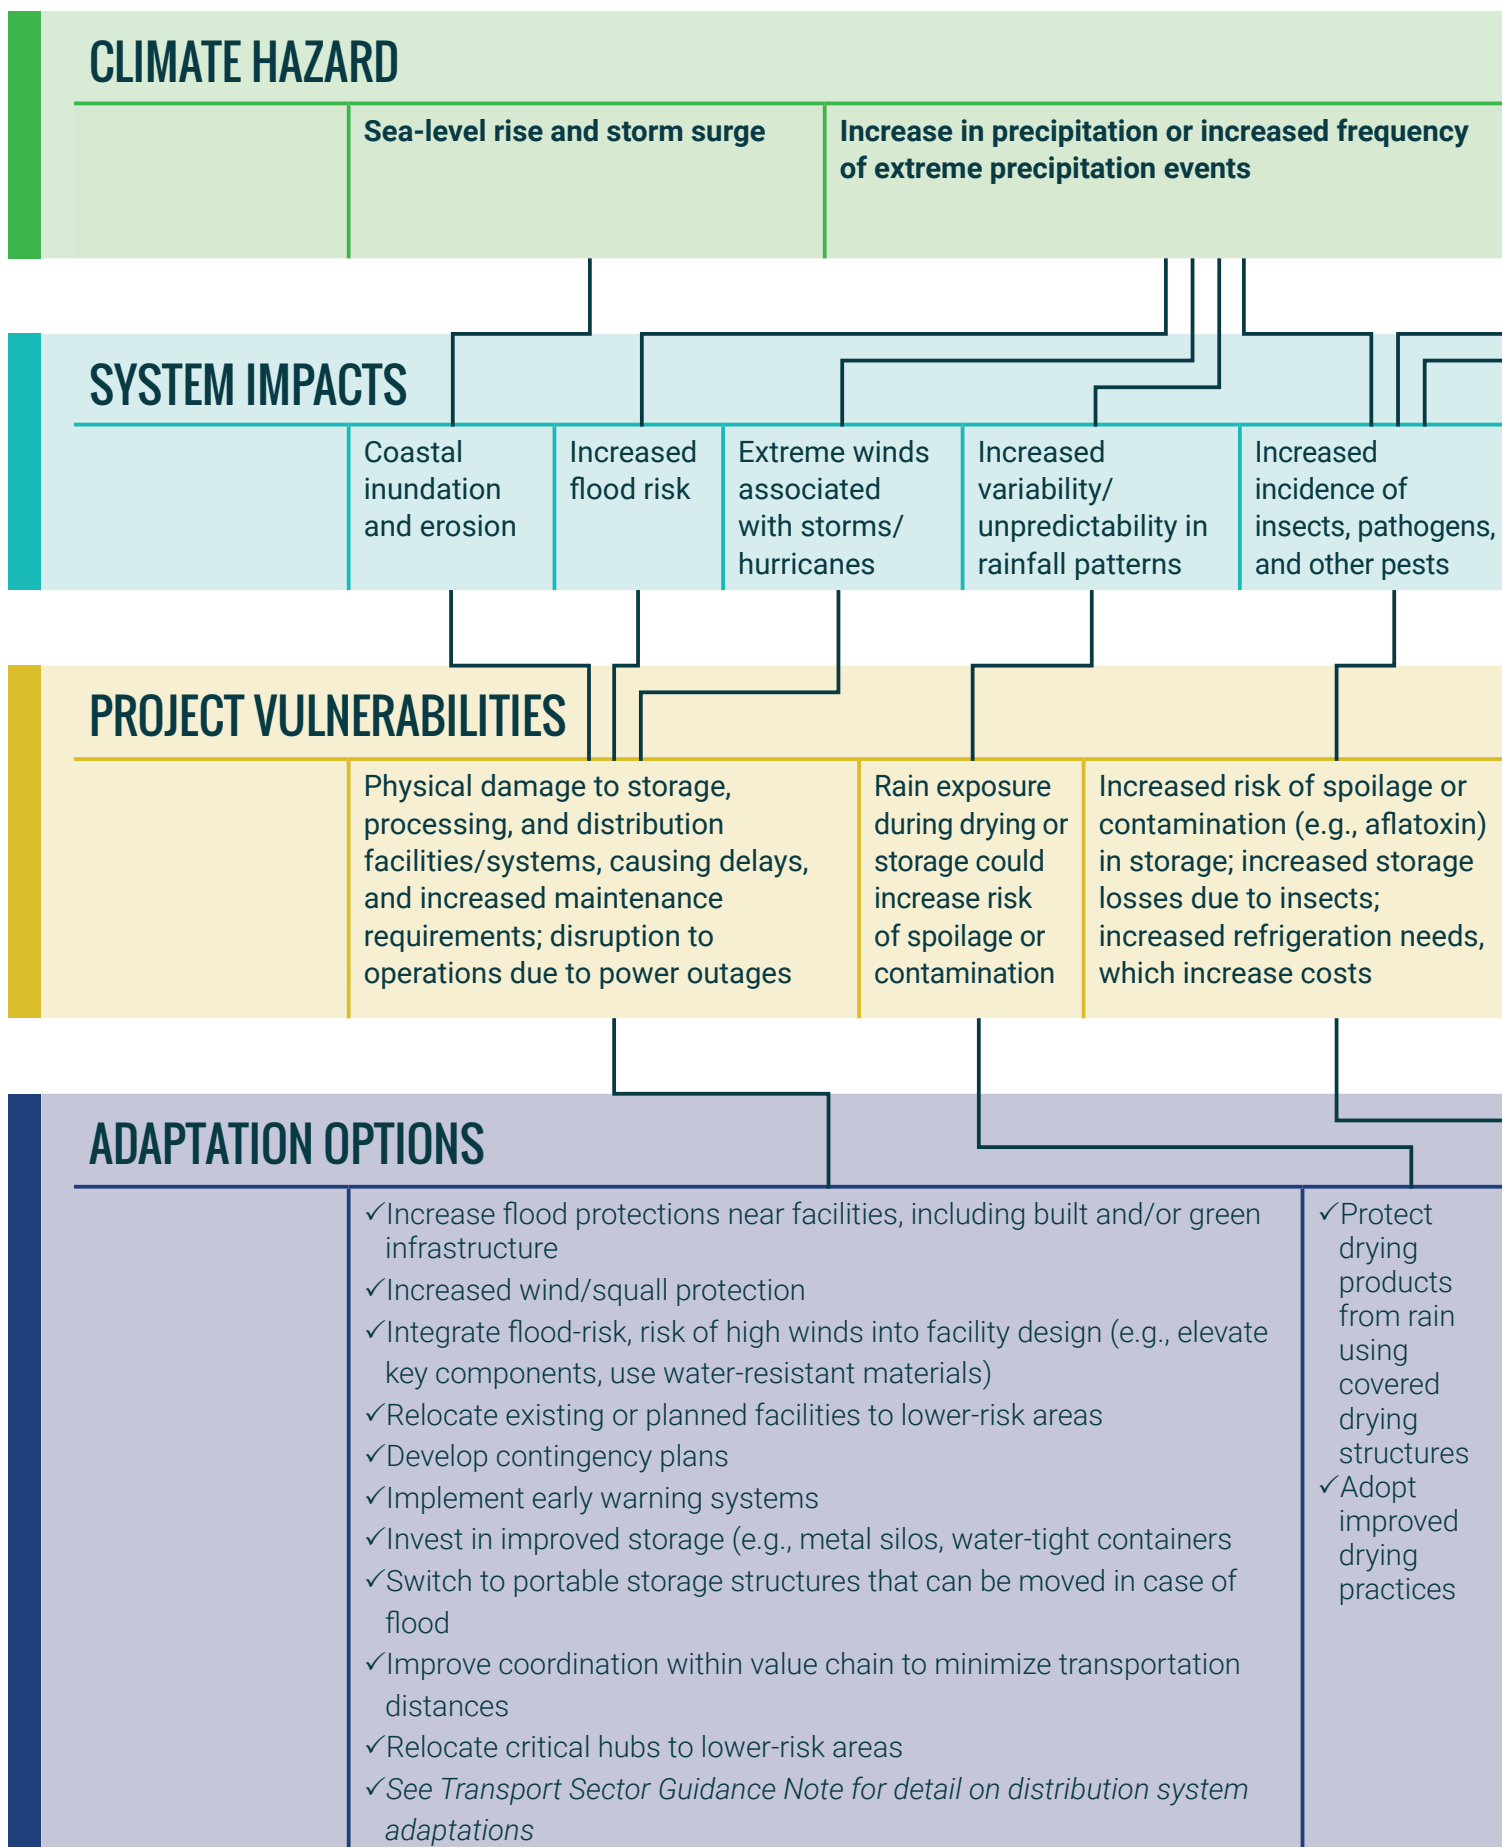 CLIMATE HAZARD
Sea-level rise and storm surge
Increase in precipitation or increased frequency
of extreme precipitation events
SYSTEM IMPACTS
Coastal
inundation
and erosion
Increased
flood risk
Extreme winds
associated
with storms/
hurricanes
Increased
variability/
unpredictability in
rainfall patterns
Increased
incidence of
insects, pathogens,
and other pests
PROJECT VULNERABILITIES
Physical damage to storage,
processing, and distribution
facilities/systems, causing delays,
and increased maintenance
requirements; disruption to
operations due to power outages
Rain exposure
during drying or
storage could
increase risk
of spoilage or
contamination
Increased risk of spoilage or
contamination (e.g., aflatoxin)
in storage; increased storage
losses due to insects;
increased refrigeration needs,
which increase costs
ADAPTATION OPTIONS
✓Increase flood protections near facilities, including built and/or green
infrastructure
✓Increased wind/squall protection
✓Integrate flood-risk, risk of high winds into facility design (e.g., elevate
key components, use water-resistant materials)
✓Relocate existing or planned facilities to lower-risk areas
✓Develop contingency plans
✓Implement early warning systems
✓Invest in improved storage (e.g., metal silos, water-tight containers
✓Switch to portable storage structures that can be moved in case of
flood
✓Improve coordination within value chain to minimize transportation
distances
✓Relocate critical hubs to lower-risk areas
✓See Transport Sector Guidance Note for detail on distribution system
adaptations
✓Protect
drying
products
from rain
using
covered
drying
structures
✓Adopt
improved
drying
practices